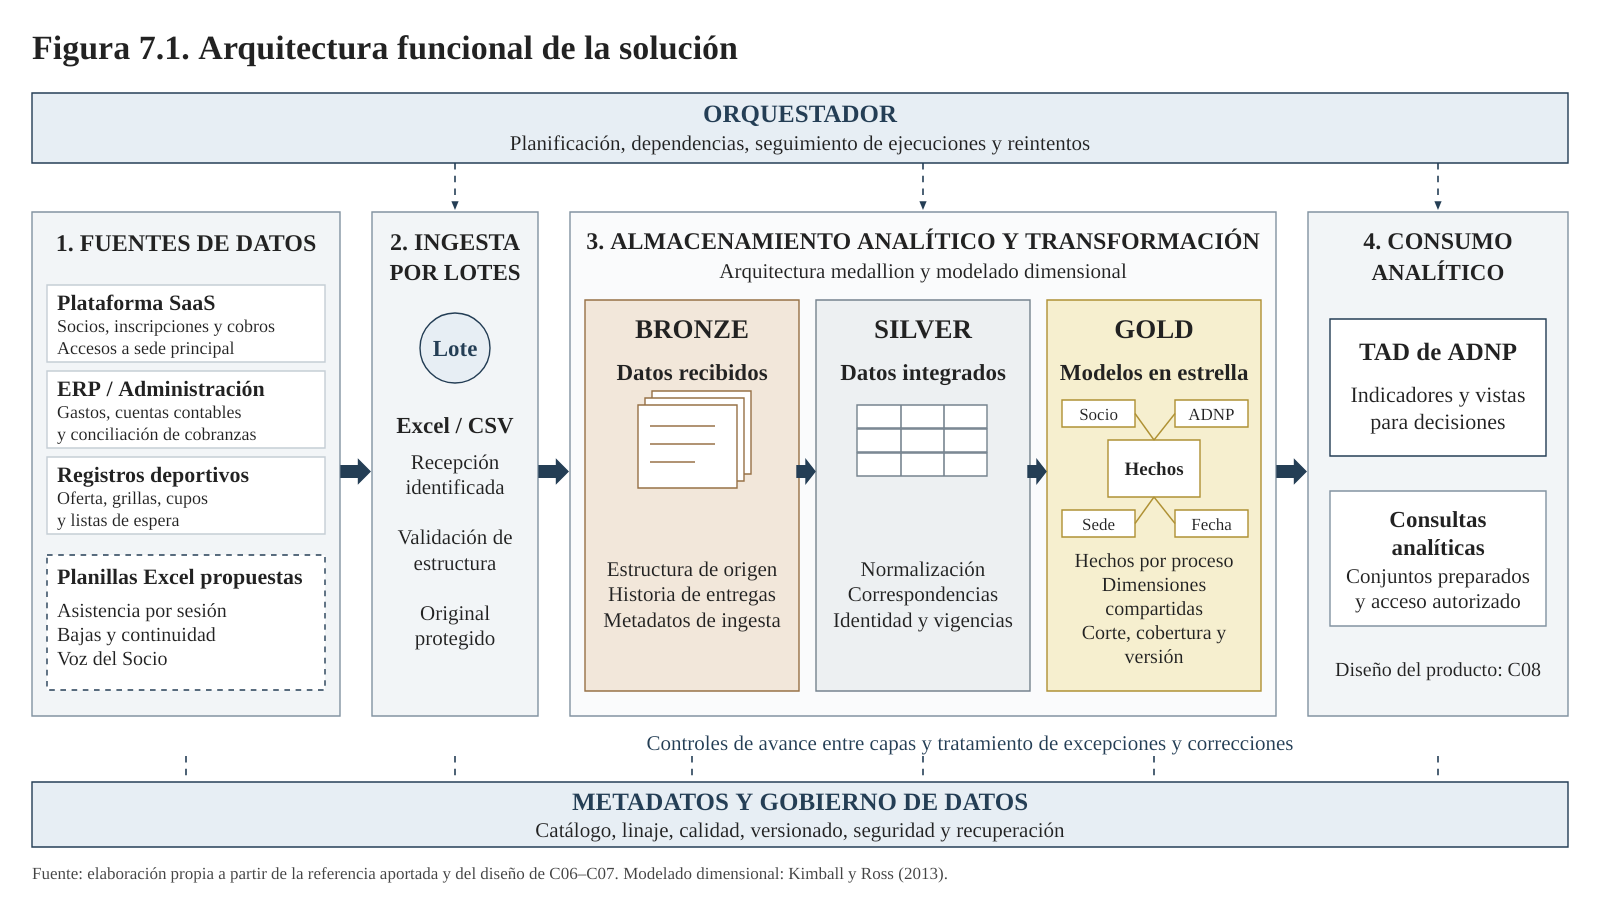 Figura 7.1. Arquitectura funcional de la solución
ORQUESTADOR
Planificación, dependencias, seguimiento de ejecuciones y reintentos
1. FUENTES DE DATOS
Plataforma SaaS
Socios, inscripciones y cobros
Accesos a sede principal
ERP / Administración
Gastos, cuentas contables
y conciliación de cobranzas
Registros deportivos
Oferta, grillas, cupos
y listas de espera
Planillas Excel propuestas
Asistencia por sesión
Bajas y continuidad
Voz del Socio
2. INGESTA
POR LOTES
Lote
Excel / CSV
Recepción
identificada
Validación de
estructura
Original
protegido
3. ALMACENAMIENTO ANALÍTICO Y TRANSFORMACIÓN
Arquitectura medallion y modelado dimensional
BRONZE
Datos recibidos
Estructura de origen
Historia de entregas
Metadatos de ingesta
SILVER
Datos integrados
Normalización
Correspondencias
Identidad y vigencias
GOLD
Modelos en estrella
Socio
ADNP
Hechos
Sede
Fecha
Hechos por proceso
Dimensiones
compartidas
Corte, cobertura y
versión
4. CONSUMO
ANALÍTICO
TAD de ADNP
Indicadores y vistas
para decisiones
Consultas
analíticas
Conjuntos preparados
y acceso autorizado
Diseño del producto: C08
Controles de avance entre capas y tratamiento de excepciones y correcciones
METADATOS Y GOBIERNO DE DATOS
Catálogo, linaje, calidad, versionado, seguridad y recuperación
Fuente: elaboración propia a partir de la referencia aportada y del diseño de C06–C07. Modelado dimensional: Kimball y Ross (2013).